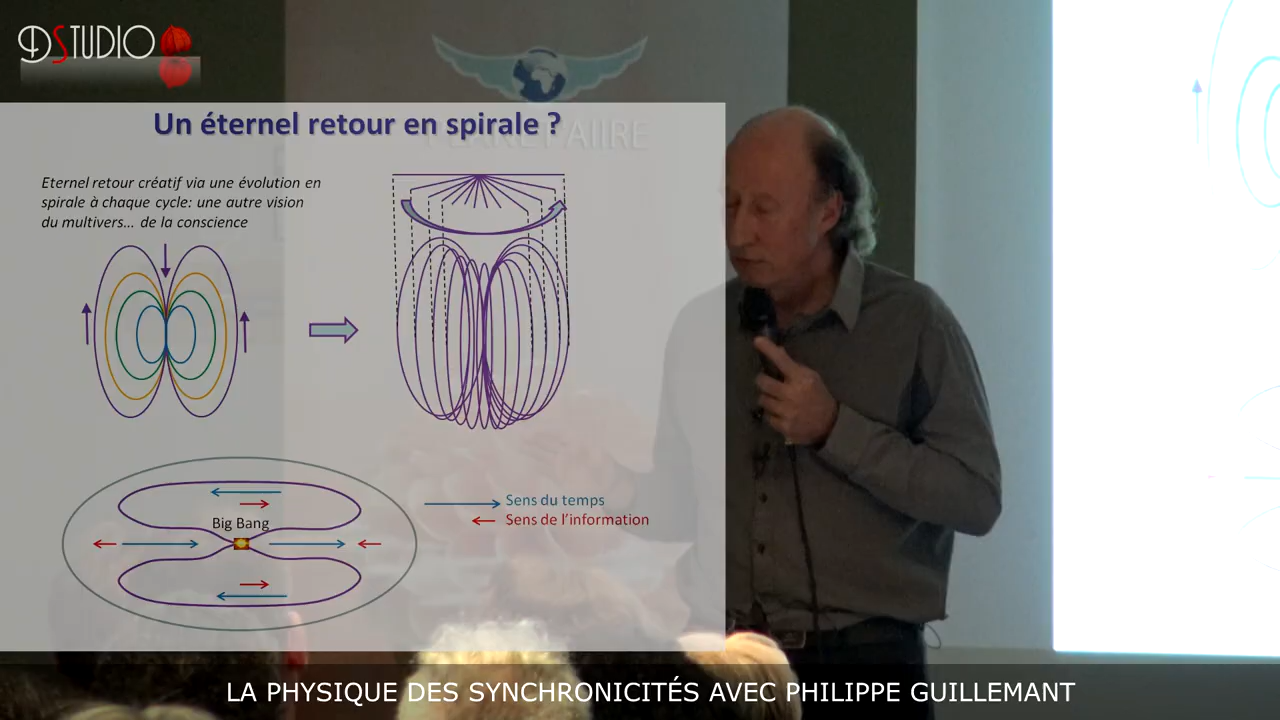 DSTUDIO
Un éternel retour en spirale ?
Eternel retour créatif via une évolution en
spirale à chaque cycle: une autre vision
du multivers... de la conscience
Big Bang
Sens du temps
Sens de l'information
LA PHYSIQUE DES SYNCHRONICITÉS AVEC PHILIPPE GUILLEMANT